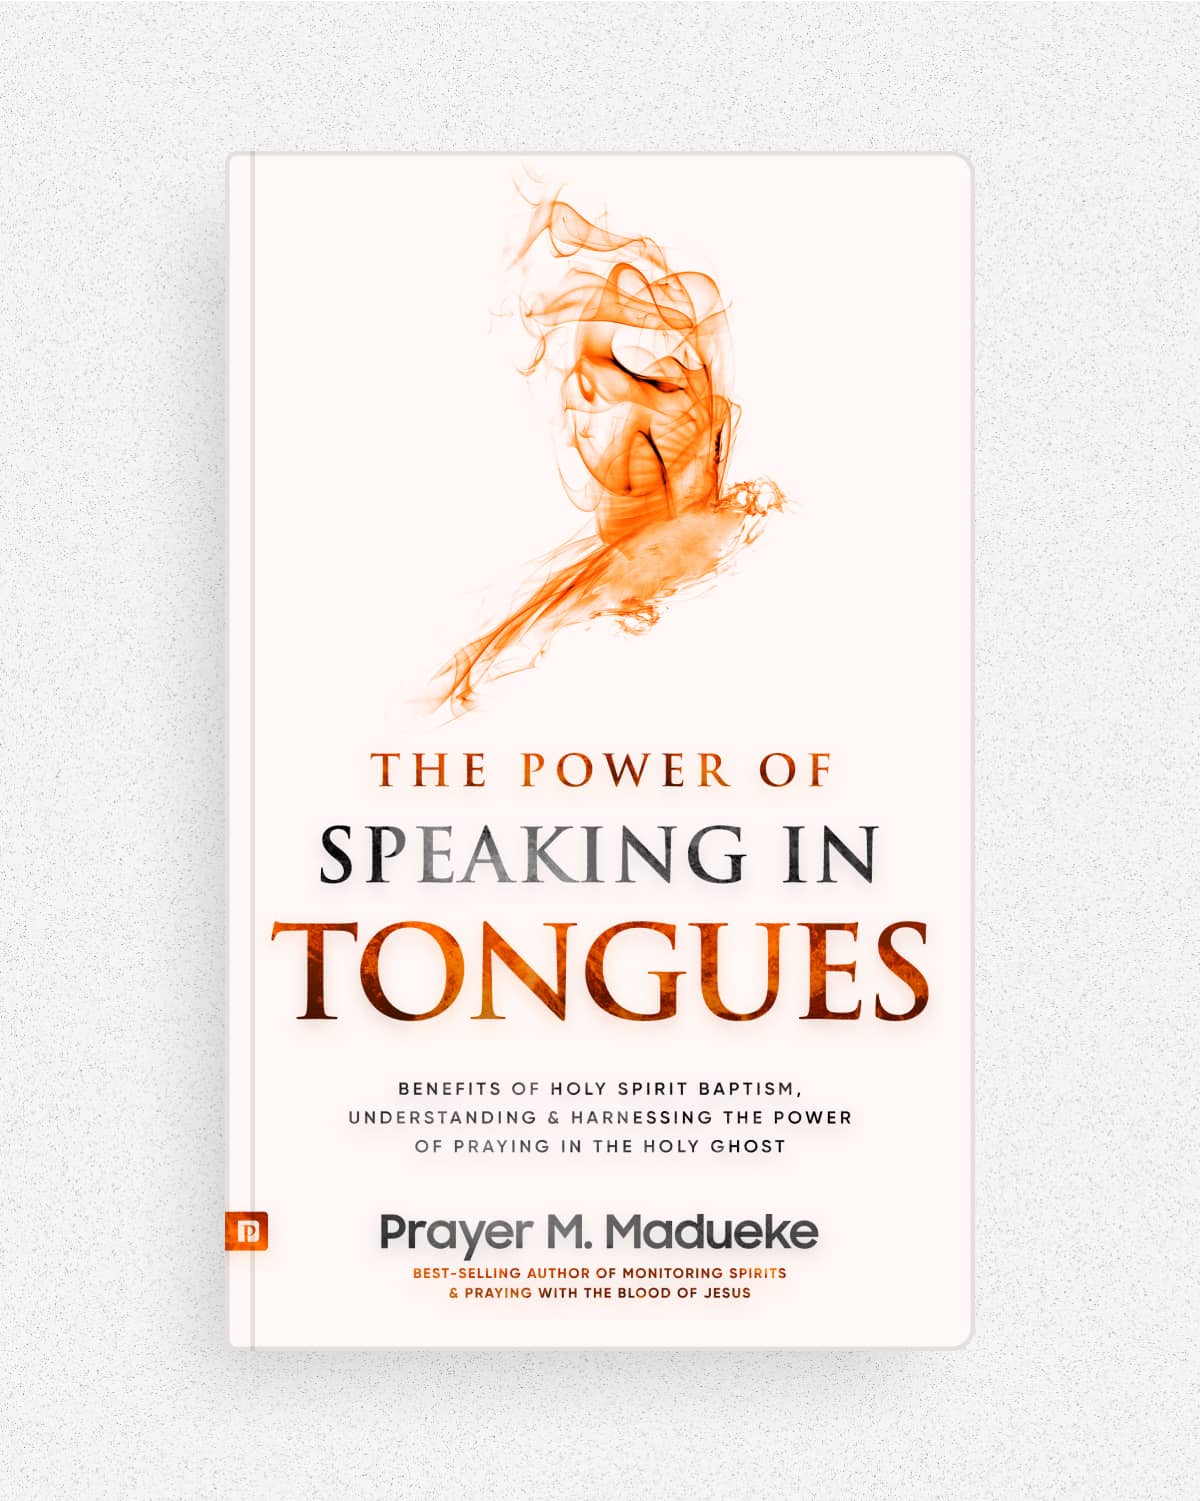 THE POWER OF
SPEAKING IN
TONGUES
BENEFITS OF HOLY SPIRIT BAPTISM,
UNDERSTANDING & HARNESSING THE POWER
OF PRAYING IN THE HOLY GHOST
Prayer M. Madueke
BEST-SELLING AUTHOR OF MONITORING SPIRITS
& PRAYING WITH THE BLOOD OF JESUS